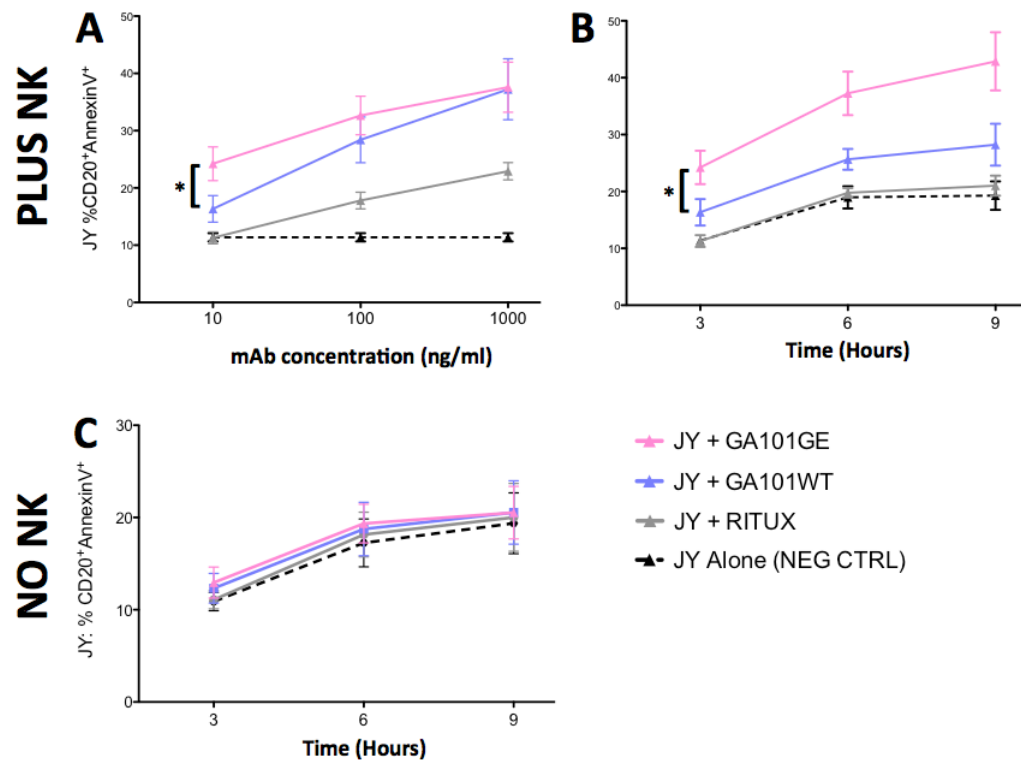 PLUS NK
A
JY %CD20⁺AnnexinV⁺
50
40
30
20
10
0
*
10 100 1000
mAb concentration (ng/ml)
B
50
40
30
20
10
0
*
3 6 9
Time (Hours)
NO NK
C
JY: % CD20⁺AnnexinV⁺
30
20
10
0
3 6 9
Time (Hours)
JY + GA101GE
JY + GA101WT
JY + RITUX
JY Alone (NEG CTRL)